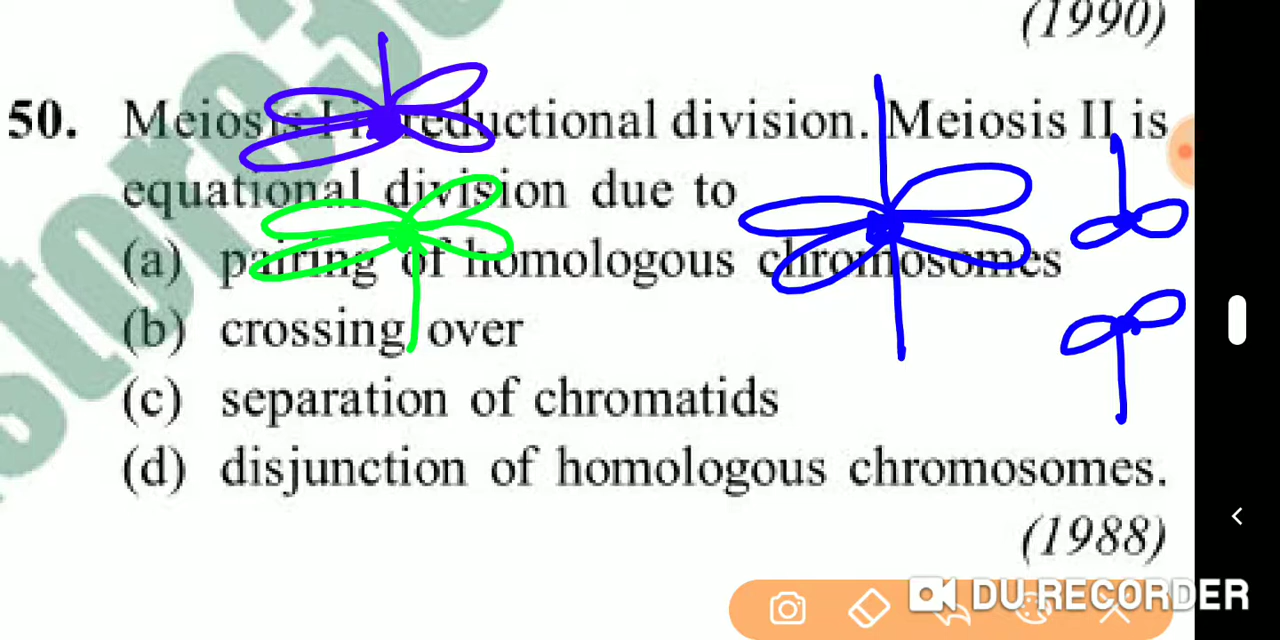 (1990)
50. Meiosis I is reductional division. Meiosis II is
equational division due to
(a) pairing of homologous chromosomes
(b) crossing over
(c) separation of chromatids
(d) disjunction of homologous chromosomes.
(1988)
DU RECORDER